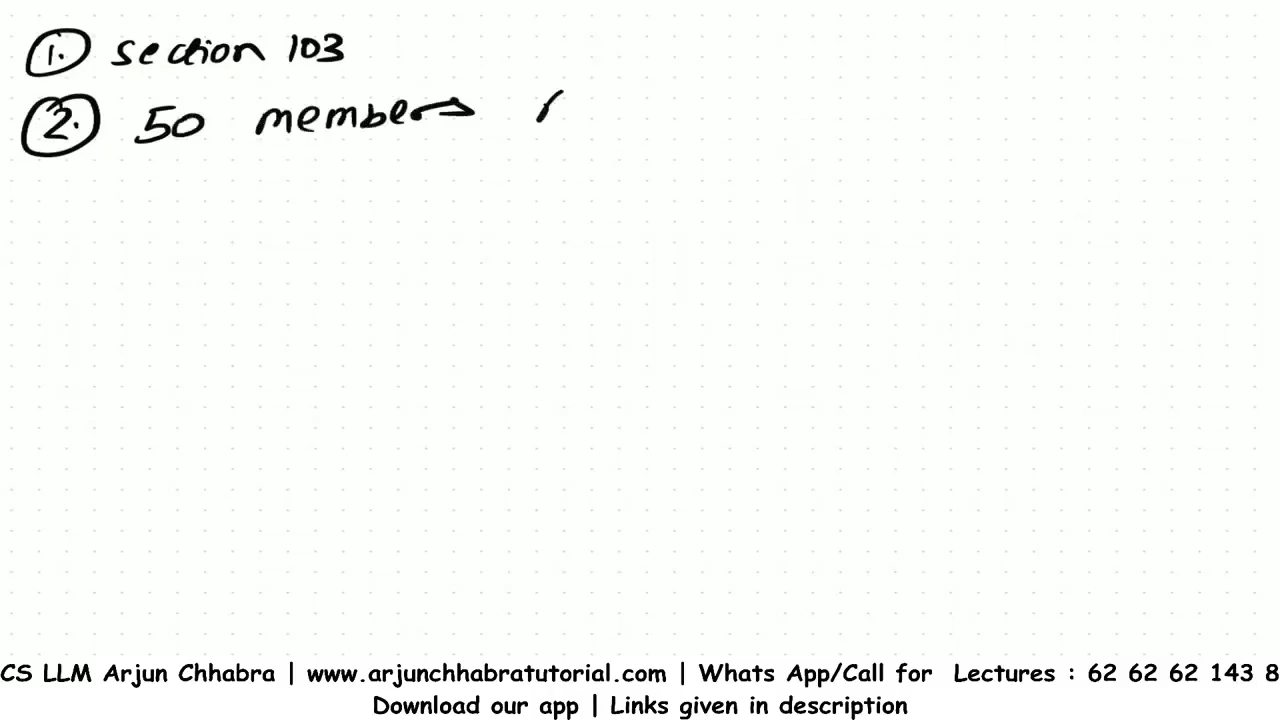 1. section 103
2. 50 members
CS LLM Arjun Chhabra | www.arjunchhabratutorial.com | Whats App/Call for Lectures : 62 62 62 143 8
Download our app | Links given in description